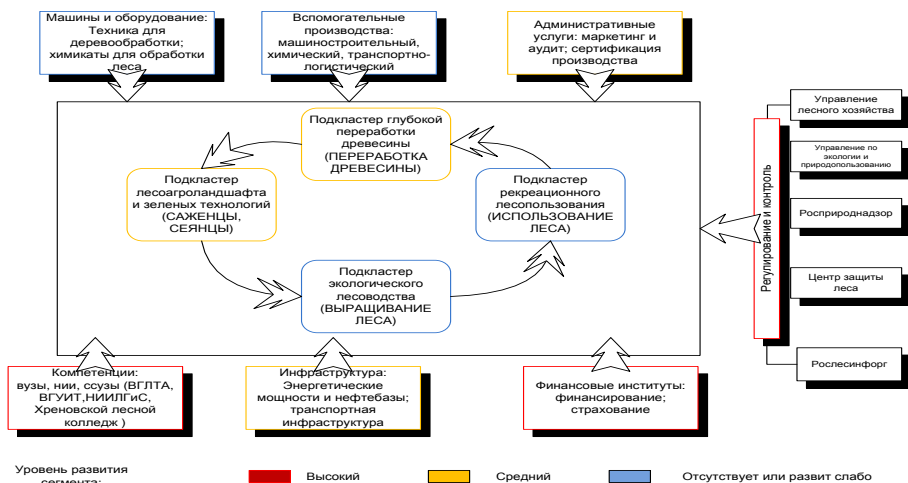 Машины и оборудование:
Техника для
деревообработки;
химикаты для обработки
леса
Вспомогательные
производства:
машиностроительный,
химический, транспортно-
логистический
Административные
услуги: маркетинг и
аудит; сертификация
производства
Подкластер глубокой
переработки
древесины
(ПЕРЕРАБОТКА
ДРЕВЕСИНЫ)
Подкластер
лесоагроландшафта
и зеленых технологий
(САЖЕНЦЫ,
СЕЯНЦЫ)
Подкластер
рекреационного
лесопользования
(ИСПОЛЬЗОВАНИЕ
ЛЕСА)
Подкластер
экологического
лесоводства
(ВЫРАЩИВАНИЕ
ЛЕСА)
Регулирование и контроль
Управление
лесного хозяйства
Управление по
экологии и
природопользованию
Росприроднадзор
Центр защиты
леса
Рослесинфорг
Компетенции:
вузы, нии, ссузы (ВГЛТА,
ВГУИТ,НИИЛГиС,
Хреновской лесной
колледж )
Инфраструктура:
Энергетические
мощности и нефтебазы;
транспортная
инфраструктура
Финансовые институты:
финансирование;
страхование
Уровень развития
сегмента:
Высокий
Средний
Отсутствует или развит слабо